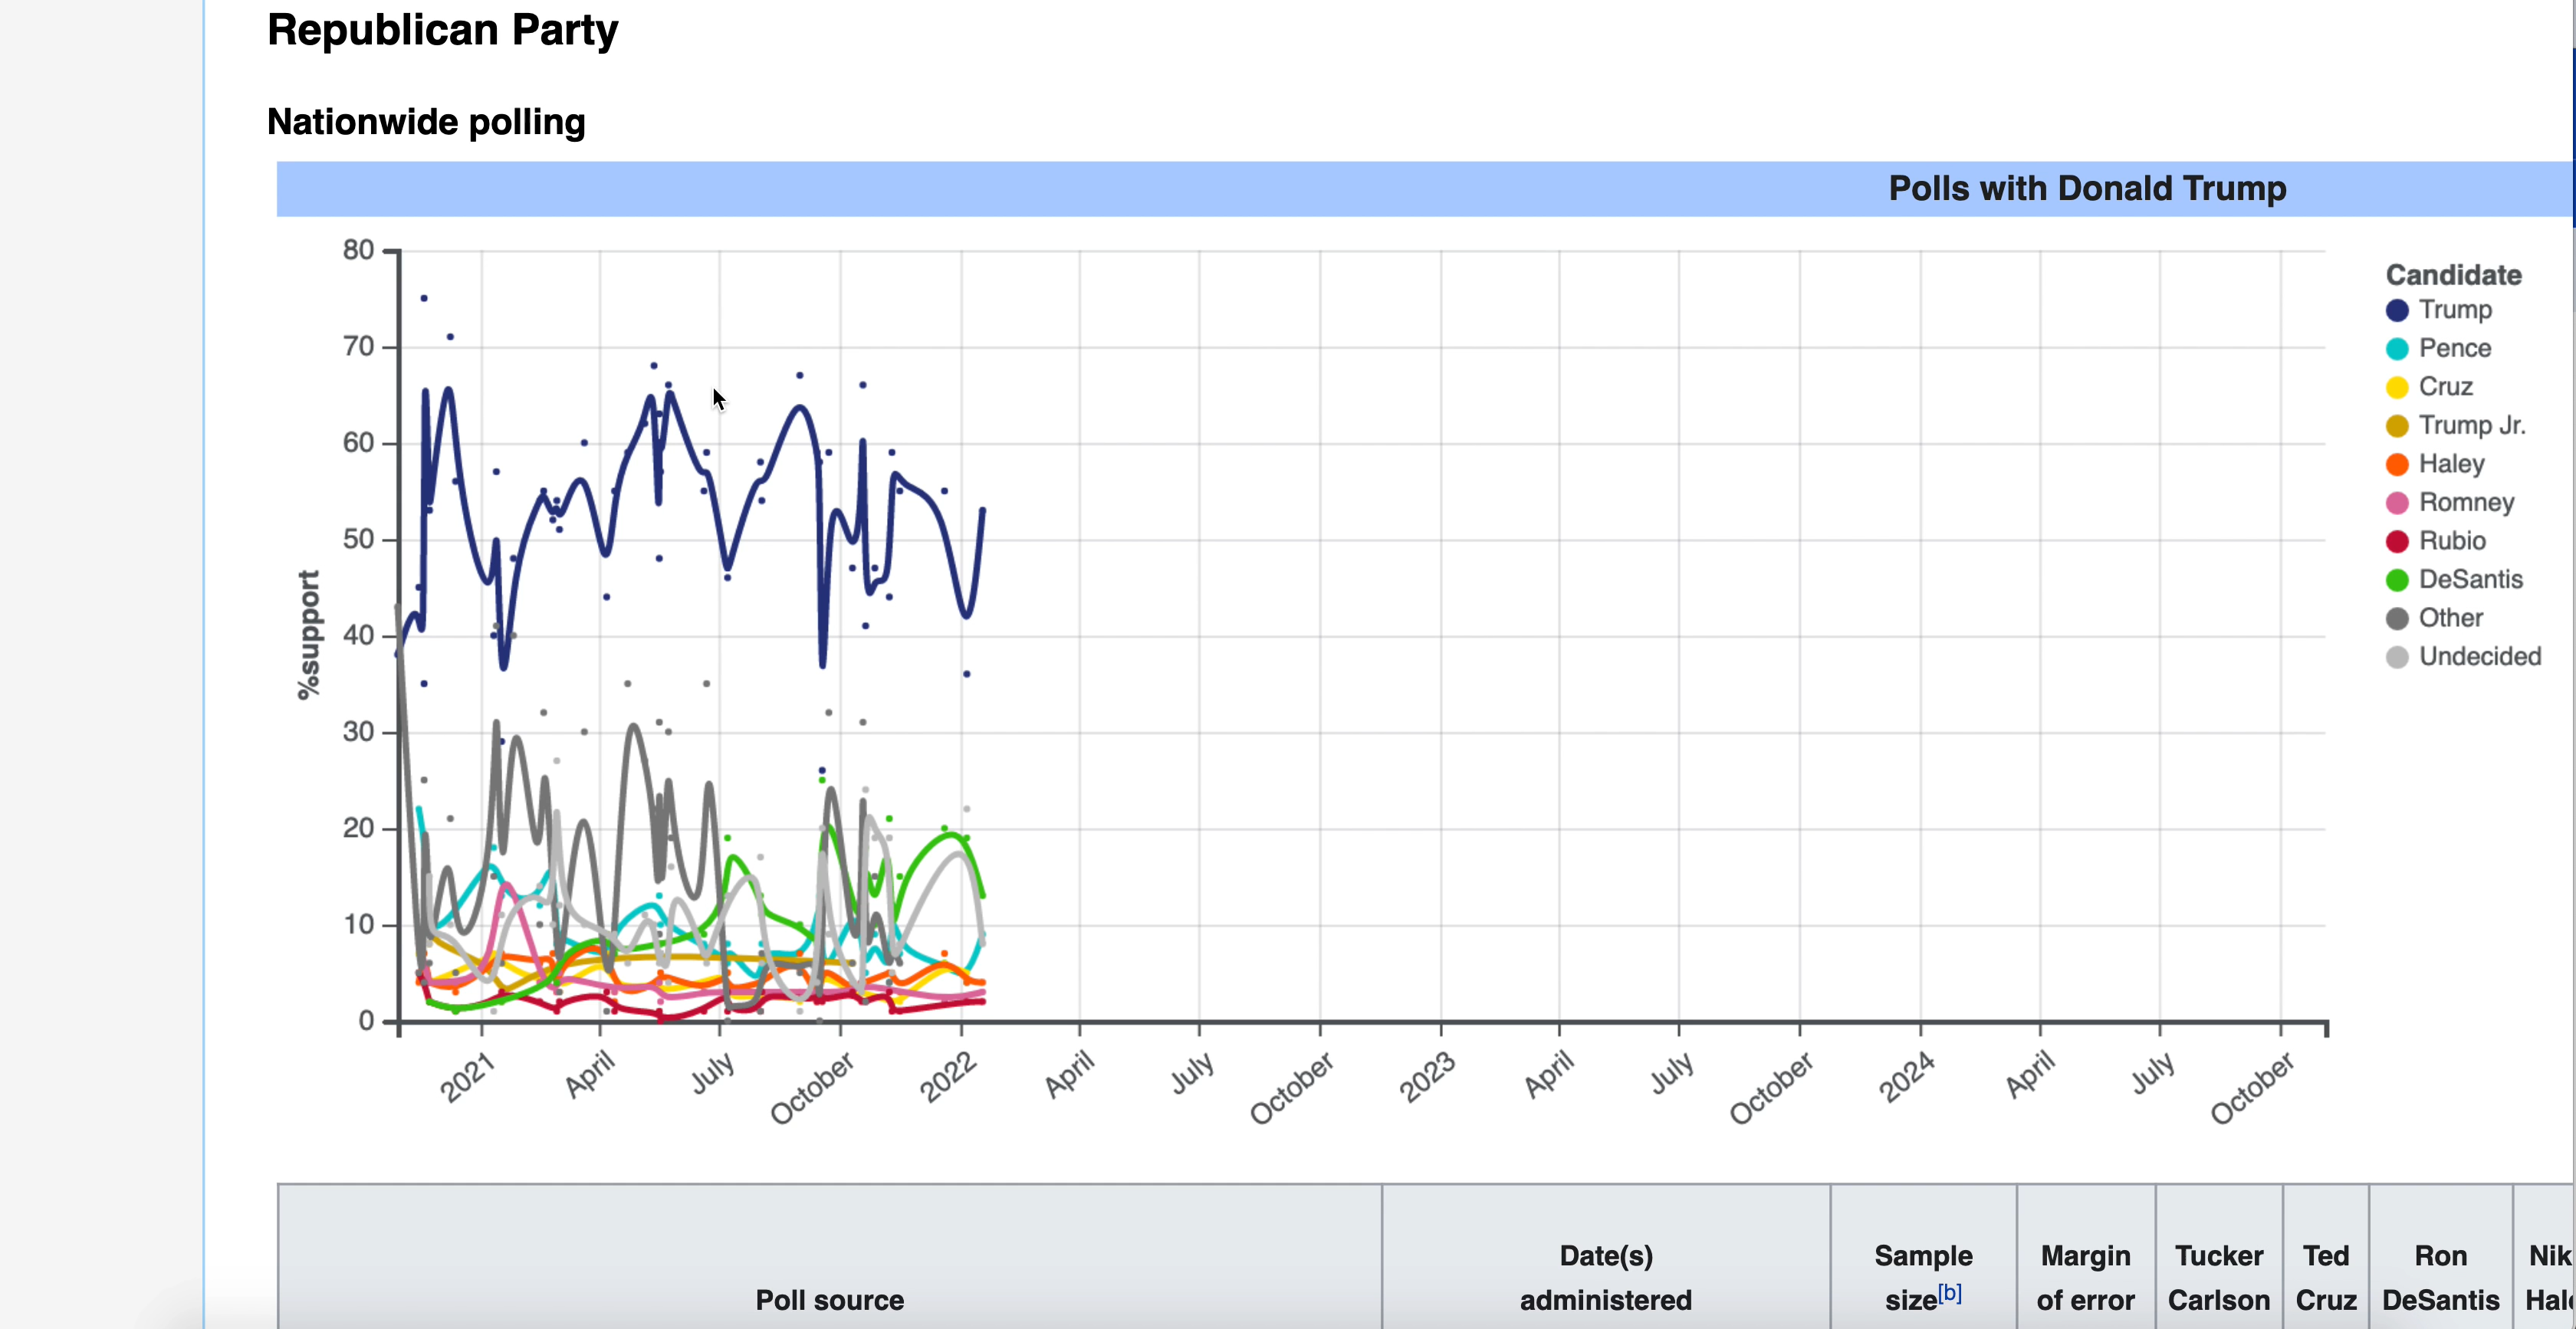 Republican Party
Nationwide polling
Polls with Donald Trump
80
70
60
50
40
30
20
10
0
%support
2021
April
July
October
2022
April
July
October
2023
April
July
October
2024
April
July
October
Candidate
Trump
Pence
Cruz
Trump Jr.
Haley
Romney
Rubio
DeSantis
Other
Undecided
Poll source
Date(s)
administered
Sample
size[b]
Margin
of error
Tucker
Carlson
Ted
Cruz
Ron
DeSantis
Nik
Hal